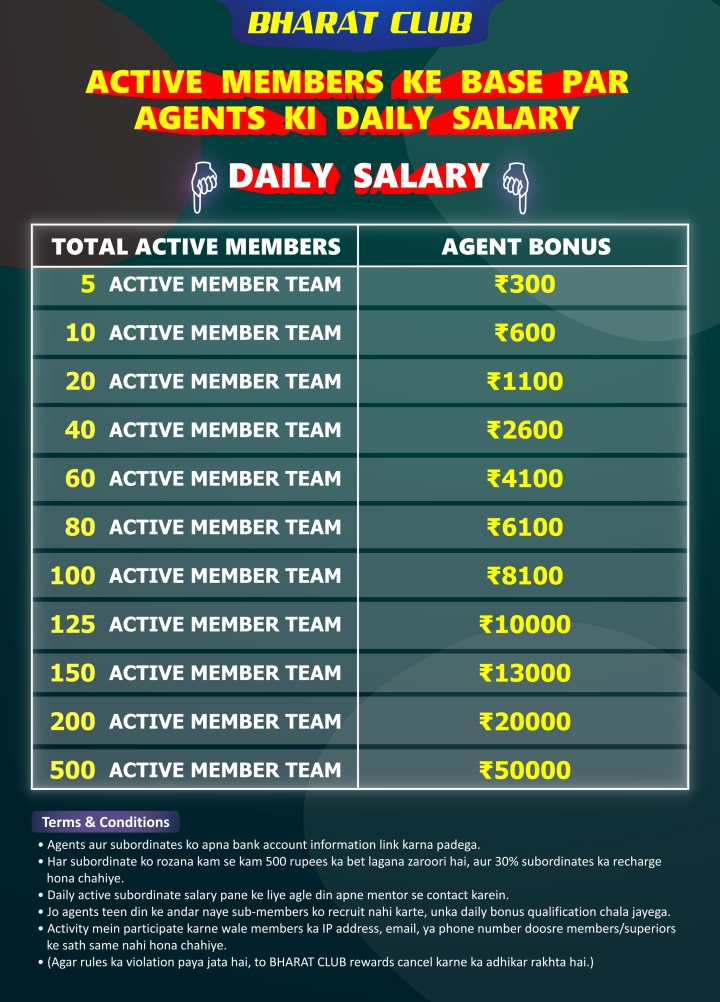 BHARAT CLUB
ACTIVE MEMBERS KE BASE PAR
AGENTS KI DAILY SALARY
DAILY SALARY
TOTAL ACTIVE MEMBERS AGENT BONUS
5 ACTIVE MEMBER TEAM ₹300
10 ACTIVE MEMBER TEAM ₹600
20 ACTIVE MEMBER TEAM ₹1100
40 ACTIVE MEMBER TEAM ₹2600
60 ACTIVE MEMBER TEAM ₹4100
80 ACTIVE MEMBER TEAM ₹6100
100 ACTIVE MEMBER TEAM ₹8100
125 ACTIVE MEMBER TEAM ₹10000
150 ACTIVE MEMBER TEAM ₹13000
200 ACTIVE MEMBER TEAM ₹20000
500 ACTIVE MEMBER TEAM ₹50000
Terms & Conditions
• Agents aur subordinates ko apna bank account information link karna padega.
• Har subordinate ko rozana kam se kam 500 rupees ka bet lagana zaroori hai, aur 30% subordinates ka recharge
hona chahiye.
• Daily active subordinate salary pane ke liye agle din apne mentor se contact karein.
• Jo agents teen din ke andar naye sub-members ko recruit nahi karte, unka daily bonus qualification chala jayega.
• Activity mein participate karne wale members ka IP address, email, ya phone number doosre members/superiors
ke sath same nahi hona chahiye.
• (Agar rules ka violation paya jata hai, to BHARAT CLUB rewards cancel karne ka adhikar rakhta hai.)